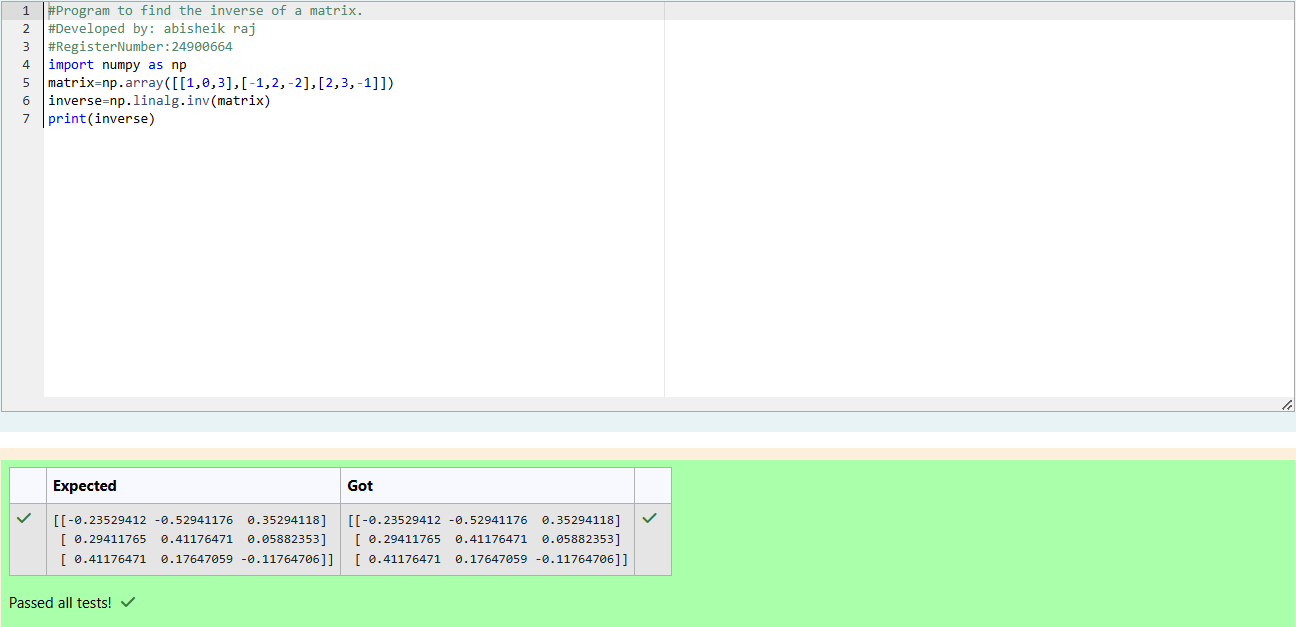 1 #Program to find the inverse of a matrix.
2 #Developed by: abisheik raj
3 #RegisterNumber:24900664
4 import numpy as np
5 matrix=np.array([[1,0,3],[-1,2,-2],[2,3,-1]])
6 inverse=np.linalg.inv(matrix)
7 print(inverse)
Expected Got
[[-0.23529412 -0.52941176  0.35294118] [[-0.23529412 -0.52941176  0.35294118]
[ 0.29411765  0.41176471  0.05882353] [ 0.29411765  0.41176471  0.05882353]
[ 0.41176471  0.17647059 -0.11764706]] [ 0.41176471  0.17647059 -0.11764706]]
Passed all tests!